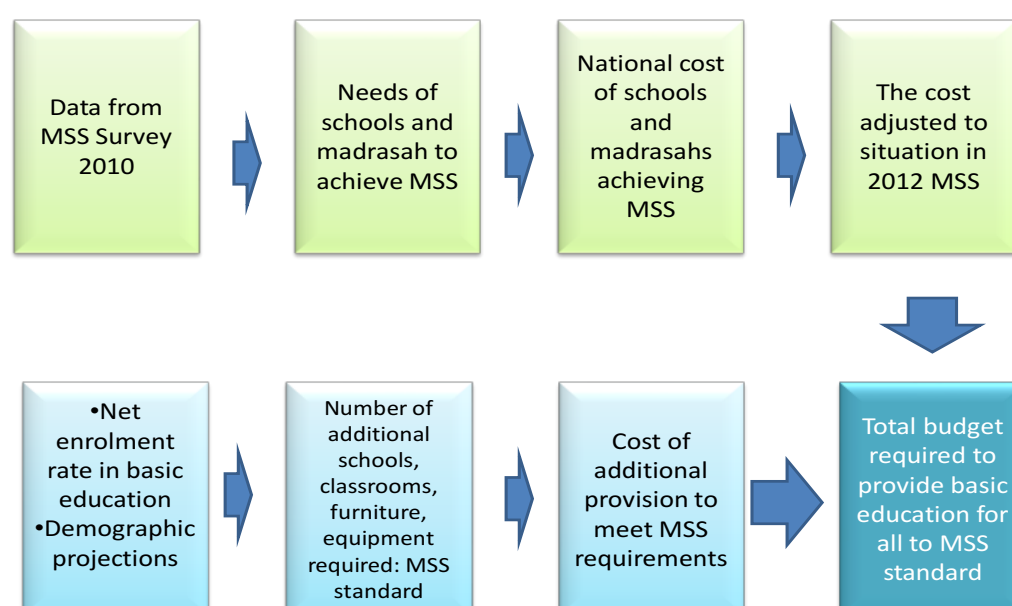 Data from
MSS Survey
2010
Needs of
schools and
madrasah to
achieve MSS
National cost
of schools
and
madrasahs
achieving
MSS
The cost
adjusted to
situation in
2012 MSS
•Net
enrolment
rate in basic
education
•Demographic
projections
Number of
additional
schools,
classrooms,
furniture,
equipment
required: MSS
standard
Cost of
additional
provision to
meet MSS
requirements
Total budget
required to
provide basic
education for
all to MSS
standard